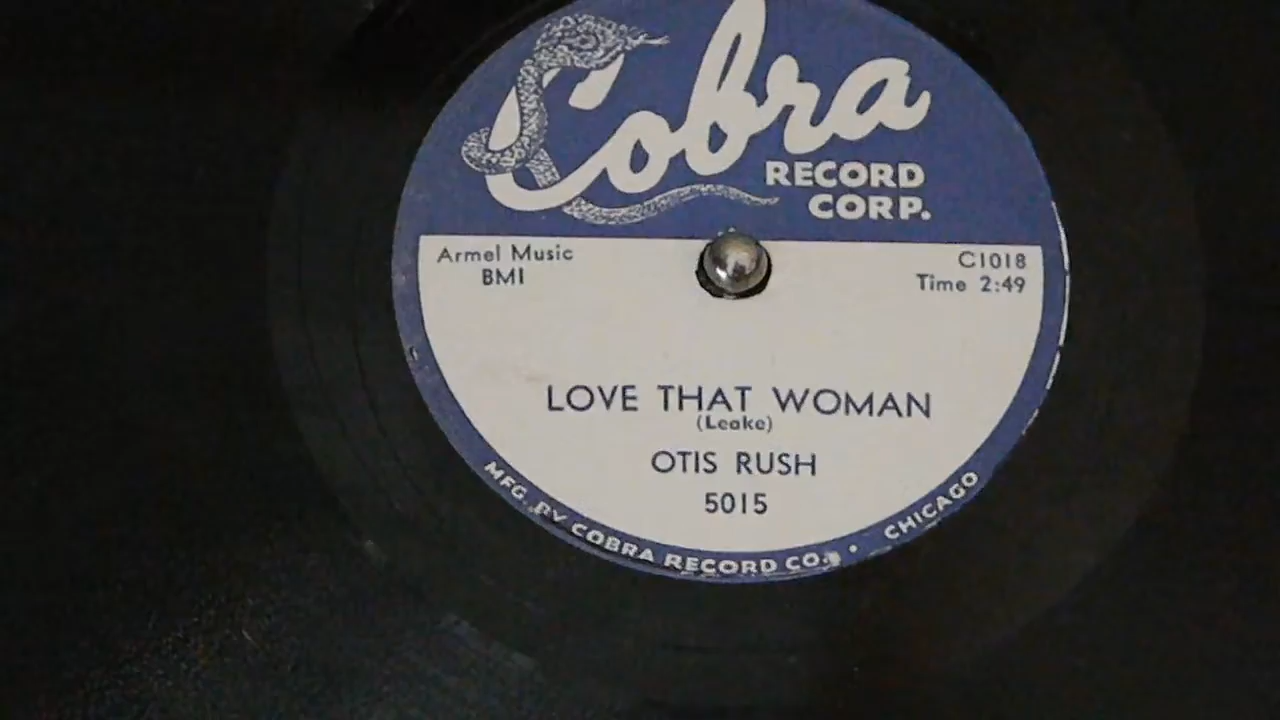 Cobra
RECORD
CORP.
Armel Music
BMI
C1018
Time 2:49
LOVE THAT WOMAN
(Leake)
OTIS RUSH
5015
MFG. BY COBRA RECORD CO. • CHICAGO